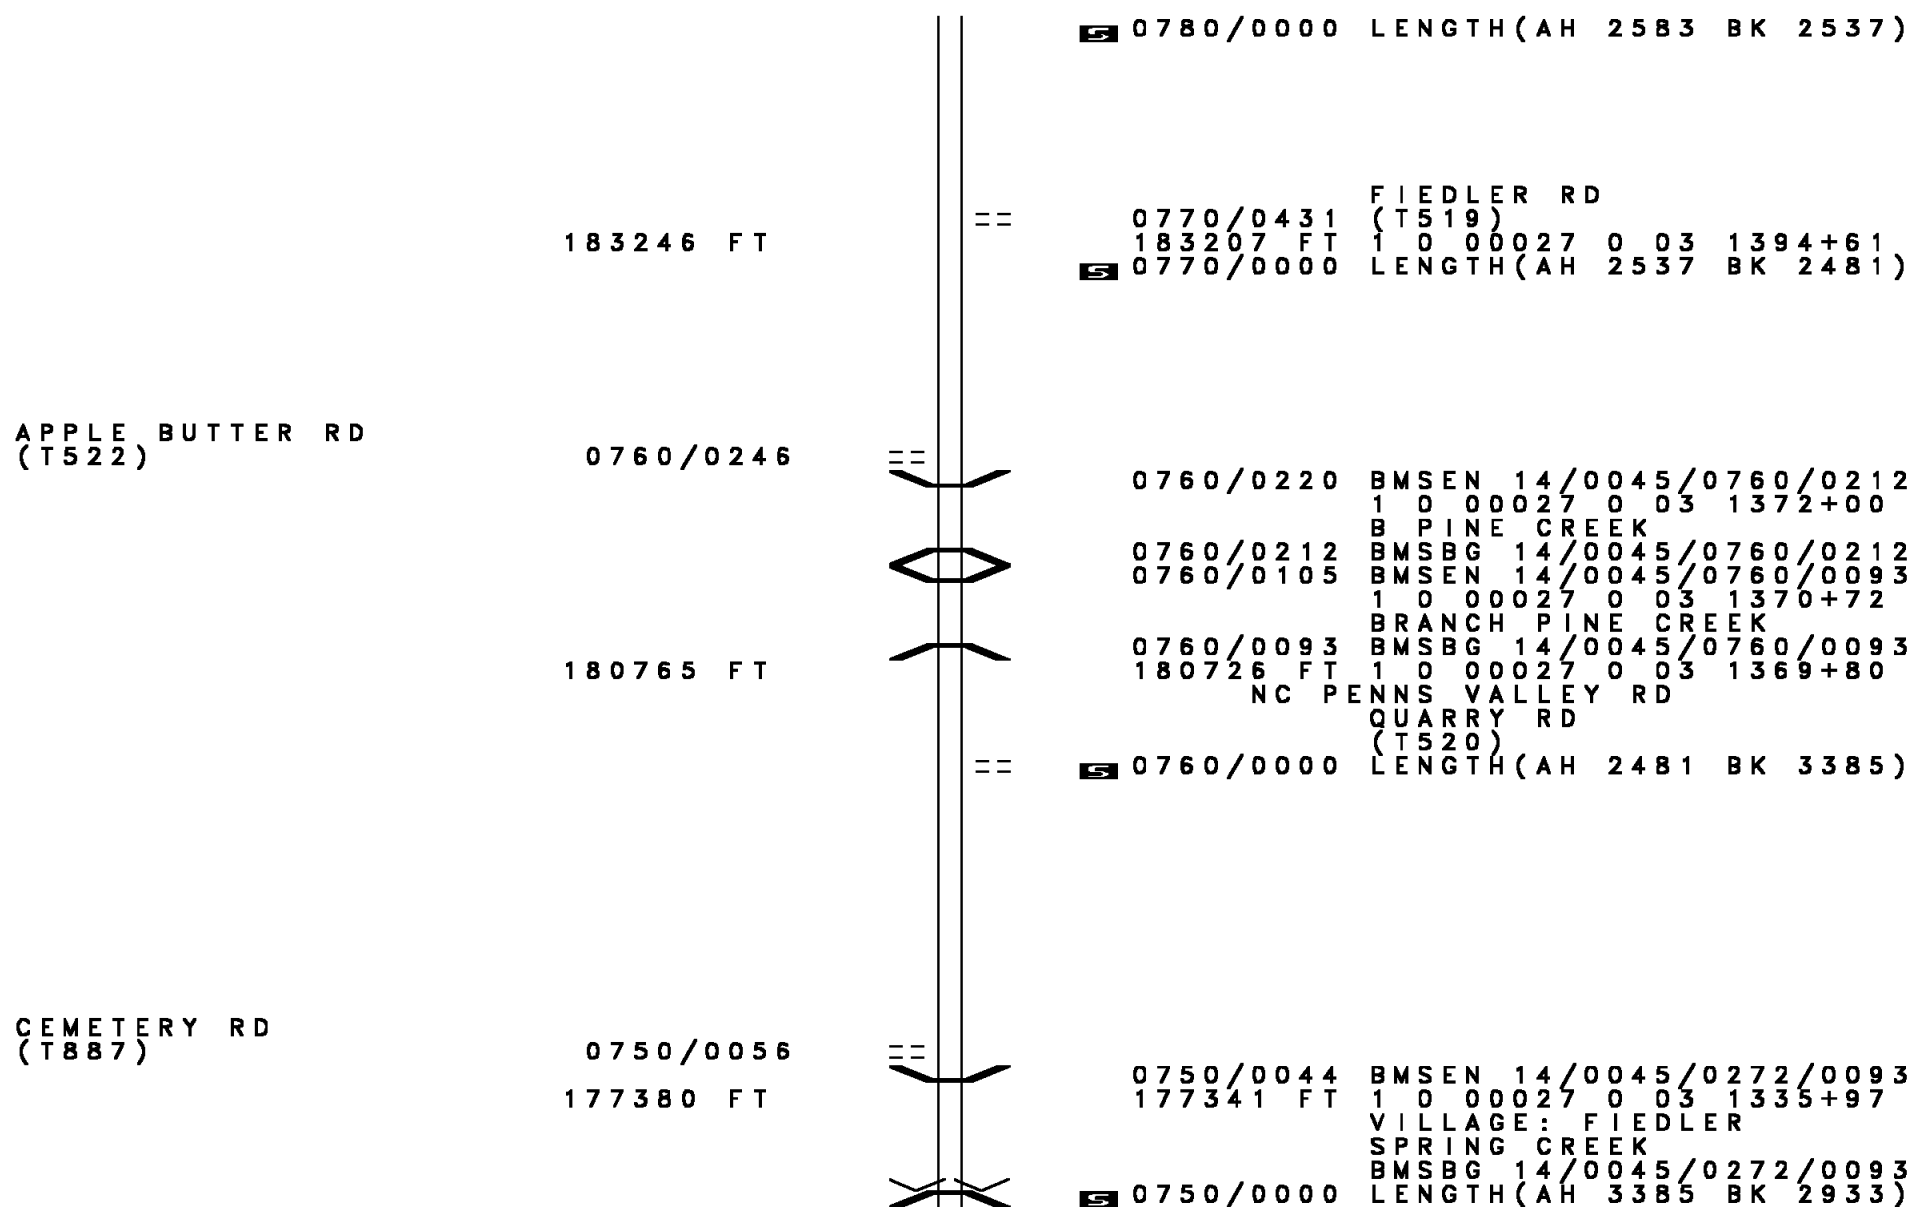 0780/0000 LENGTH(AH 2583 BK 2537)
FIEDLER RD
0770/0431 (T519)
183246 FT 183207 FT 1 0 00027 0 03 1394+61
0770/0000 LENGTH(AH 2537 BK 2481)
APPLE BUTTER RD
(T522) 0760/0246
0760/0220 BMSEN 14/0045/0760/0212
1 0 00027 0 03 1372+00
B PINE CREEK
0760/0212 BMSBG 14/0045/0760/0212
0760/0105 BMSEN 14/0045/0760/0093
1 0 00027 0 03 1370+72
BRANCH PINE CREEK
0760/0093 BMSBG 14/0045/0760/0093
180765 FT 180726 FT 1 0 00027 0 03 1369+80
NC PENNS VALLEY RD
QUARRY RD
(T520)
0760/0000 LENGTH(AH 2481 BK 3385)
CEMETERY RD
(T887) 0750/0056
0750/0044 BMSEN 14/0045/0272/0093
177380 FT 177341 FT 1 0 00027 0 03 1335+97
VILLAGE: FIEDLER
SPRING CREEK
BMSBG 14/0045/0272/0093
0750/0000 LENGTH(AH 3385 BK 2933)